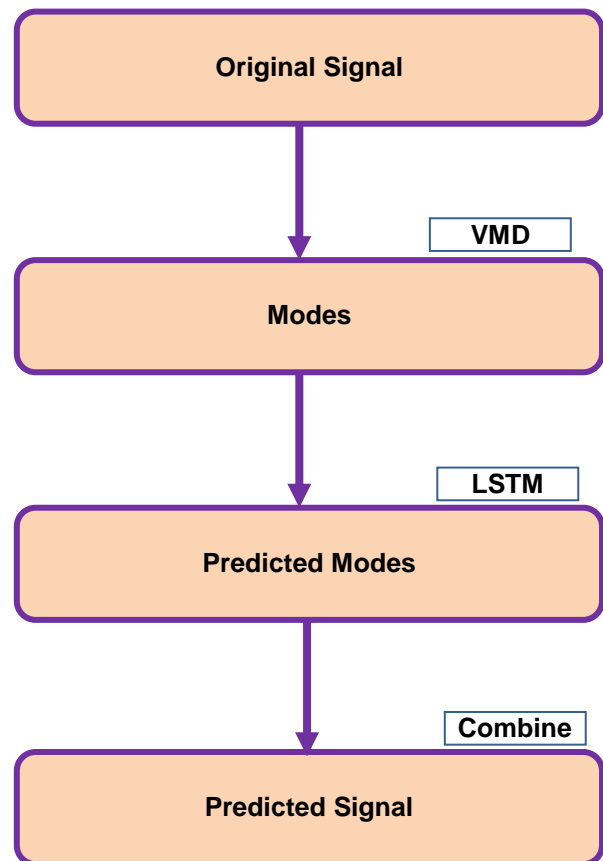 Original Signal
VMD
Modes
LSTM
Predicted Modes
Combine
Predicted Signal